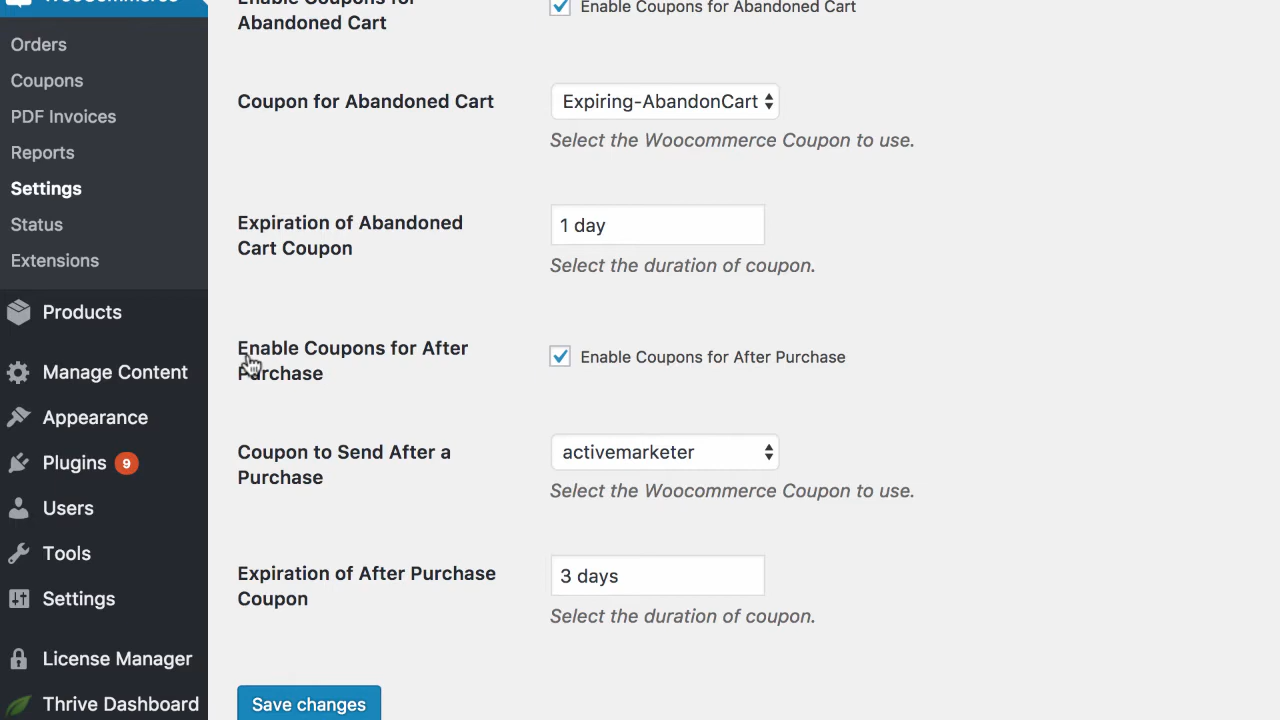 WooCommerce
Orders
Coupons
PDF Invoices
Reports
Settings
Status
Extensions
Products
Manage Content
Appearance
Plugins 9
Users
Tools
Settings
License Manager
Thrive Dashboard
Enable Coupons for
Abandoned Cart
Enable Coupons for Abandoned Cart
Coupon for Abandoned Cart
Expiring-AbandonCart
Select the Woocommerce Coupon to use.
Expiration of Abandoned
Cart Coupon
1 day
Select the duration of coupon.
Enable Coupons for After
Purchase
Enable Coupons for After Purchase
Coupon to Send After a
Purchase
activemarketer
Select the Woocommerce Coupon to use.
Expiration of After Purchase
Coupon
3 days
Select the duration of coupon.
Save changes